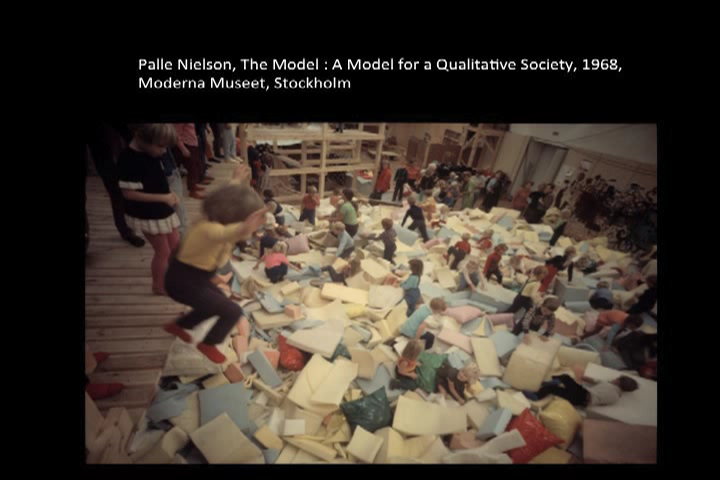 Palle Nielson, The Model : A Model for a Qualitative Society, 1968,
Moderna Museet, Stockholm